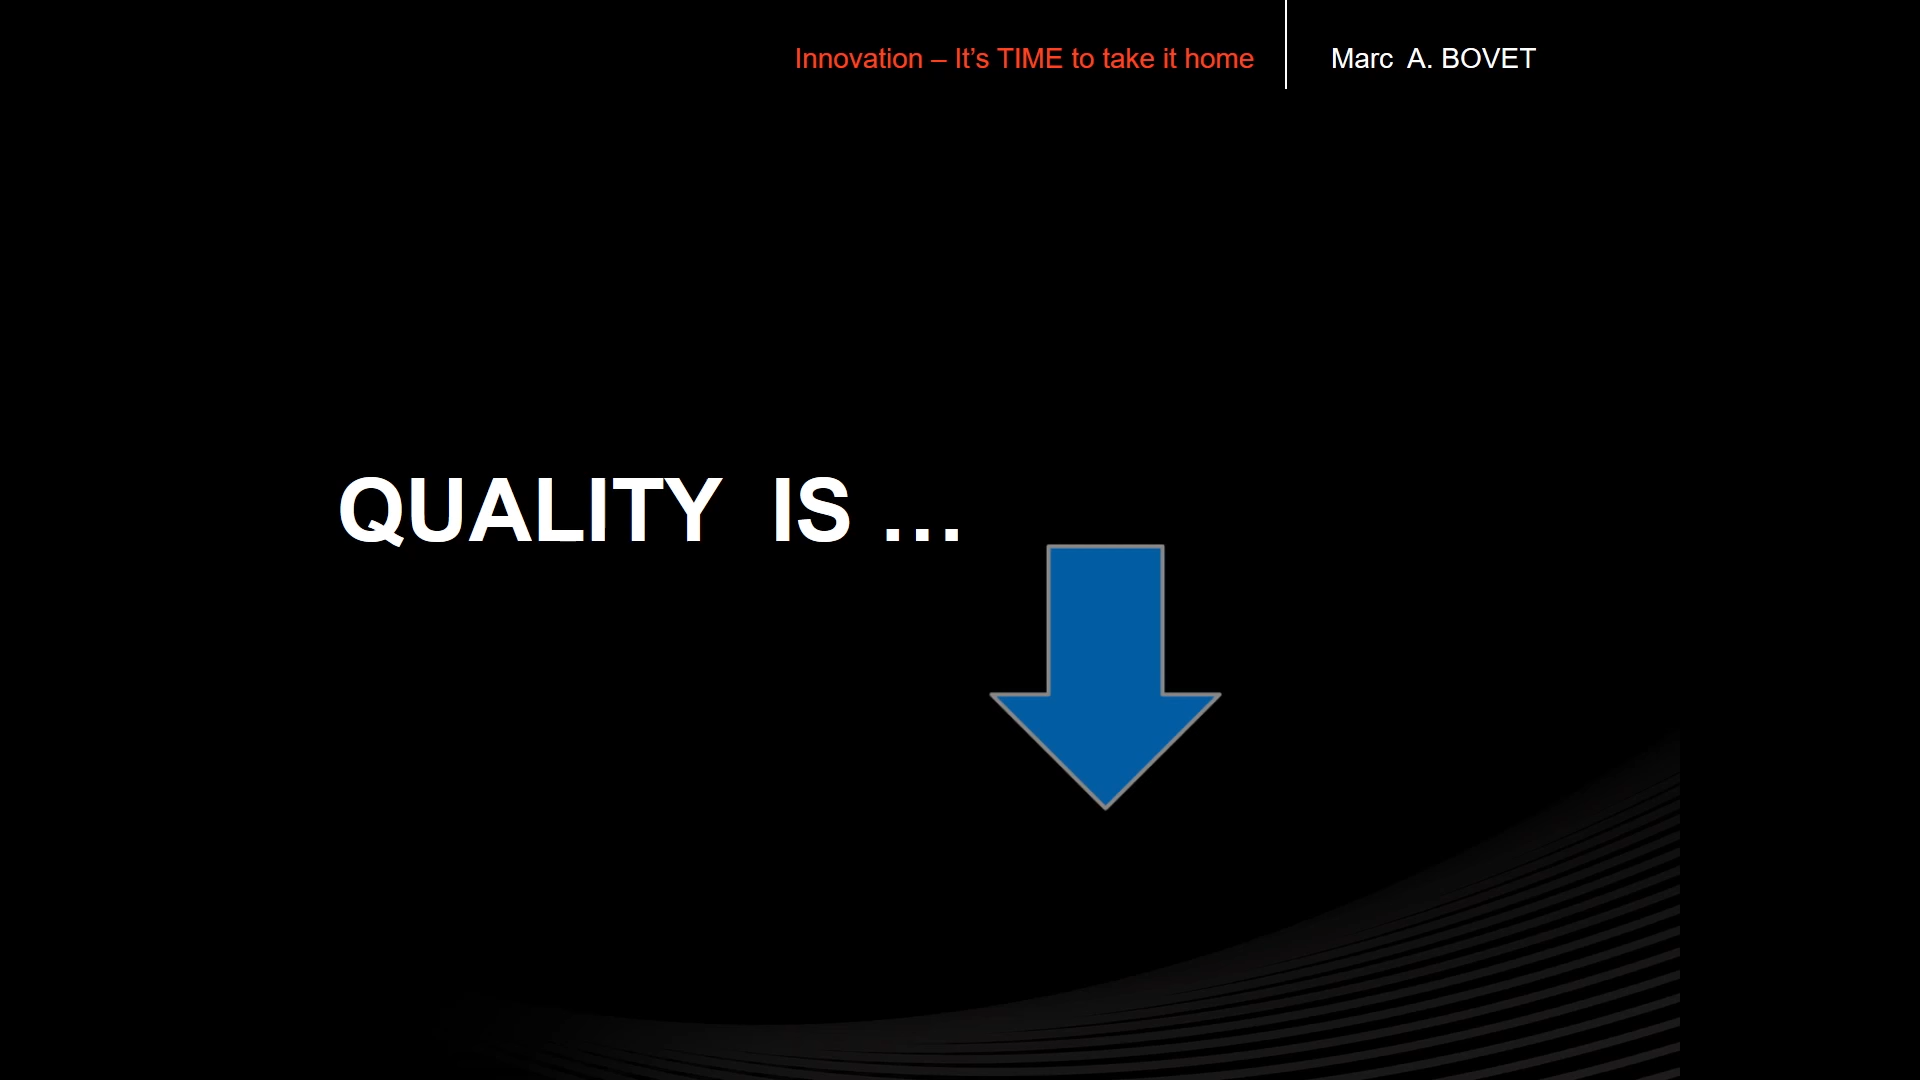 Innovation – It’s TIME to take it home
Marc  A. BOVET
QUALITY  IS …